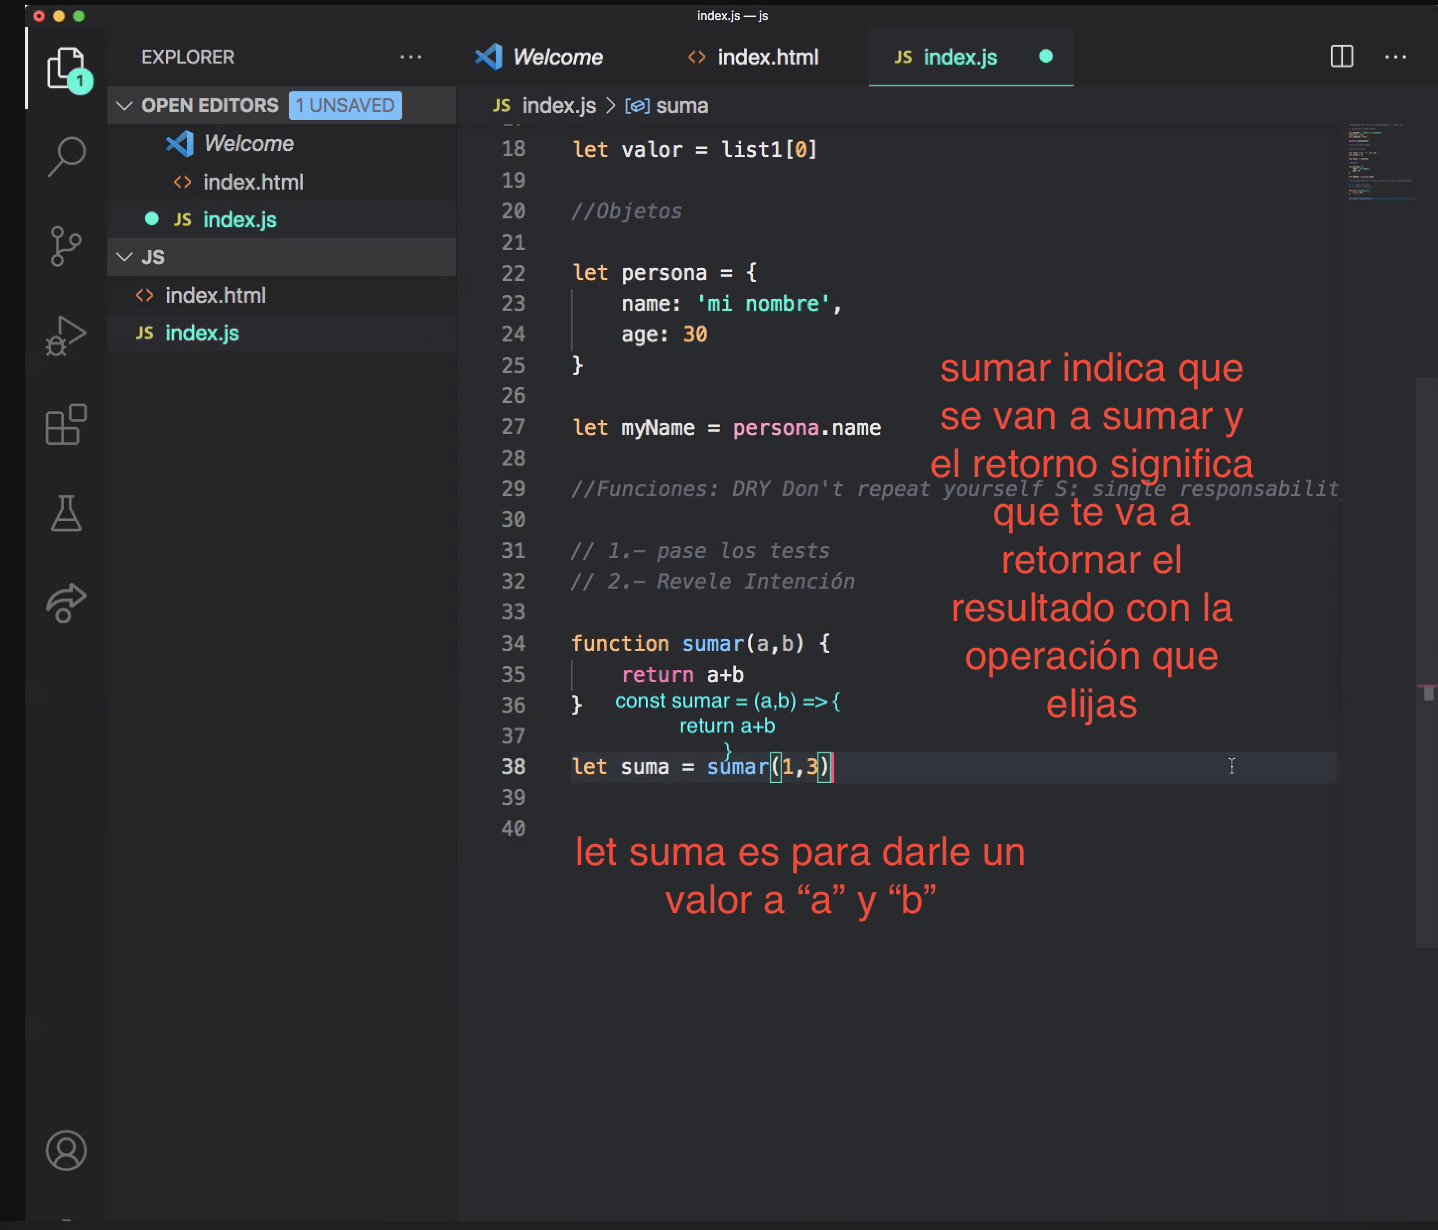 index.js — js
EXPLORER
Welcome
index.html
JS index.js
1
OPEN EDITORS 1 UNSAVED
JS index.js > suma
Welcome
index.html
JS index.js
JS
index.html
JS index.js
18 let valor = list1[0]
19
20 //Objetos
21
22 let persona = {
23 name: 'mi nombre',
24 age: 30
25 }
26
27 let myName = persona.name
28
29 //Funciones: DRY Don't repeat yourself S: single responsabilit
30
31 // 1.- pase los tests
32 // 2.- Revele Intención
33
34 function sumar(a,b) {
35 return a+b
36 }
37
38 let suma = sumar(1,3)
39
40
const sumar = (a,b) => {
return a+b
}
sumar indica que
se van a sumar y
el retorno significa
que te va a
retornar el
resultado con la
operación que
elijas
let suma es para darle un
valor a “a” y “b”